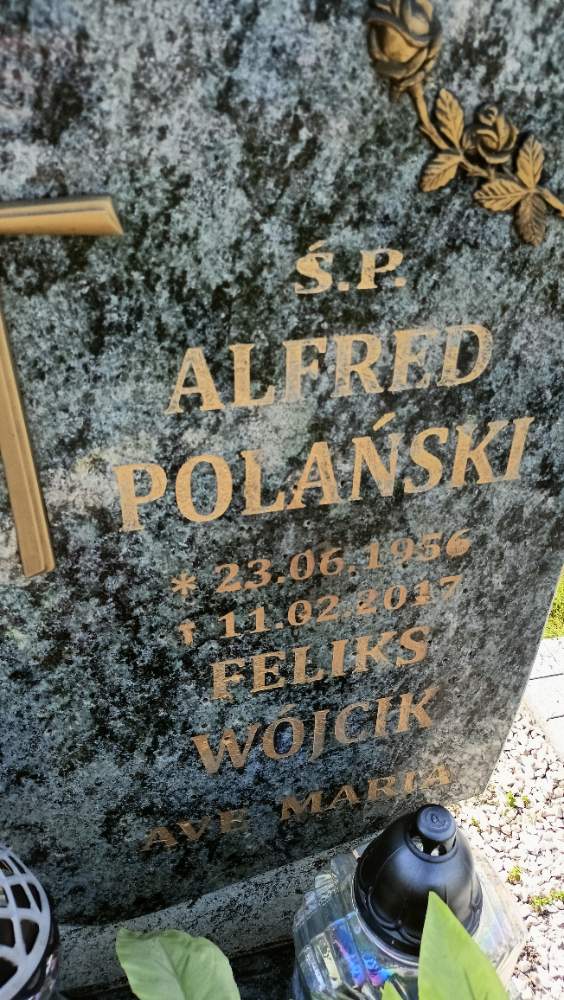 Ś.P.
ALFRED
POLAŃSKI
* 23.06.1956
† 11.02.2017
FELIKS
WÓJCIK
AVE MARIA